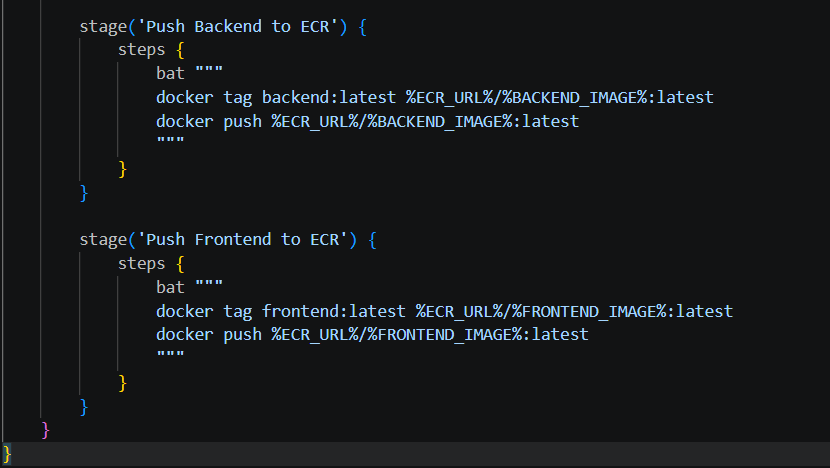 stage('Push Backend to ECR') {
steps {
bat """
docker tag backend:latest %ECR_URL%/%BACKEND_IMAGE%:latest
docker push %ECR_URL%/%BACKEND_IMAGE%:latest
"""
}
}
stage('Push Frontend to ECR') {
steps {
bat """
docker tag frontend:latest %ECR_URL%/%FRONTEND_IMAGE%:latest
docker push %ECR_URL%/%FRONTEND_IMAGE%:latest
"""
}
}
}
}